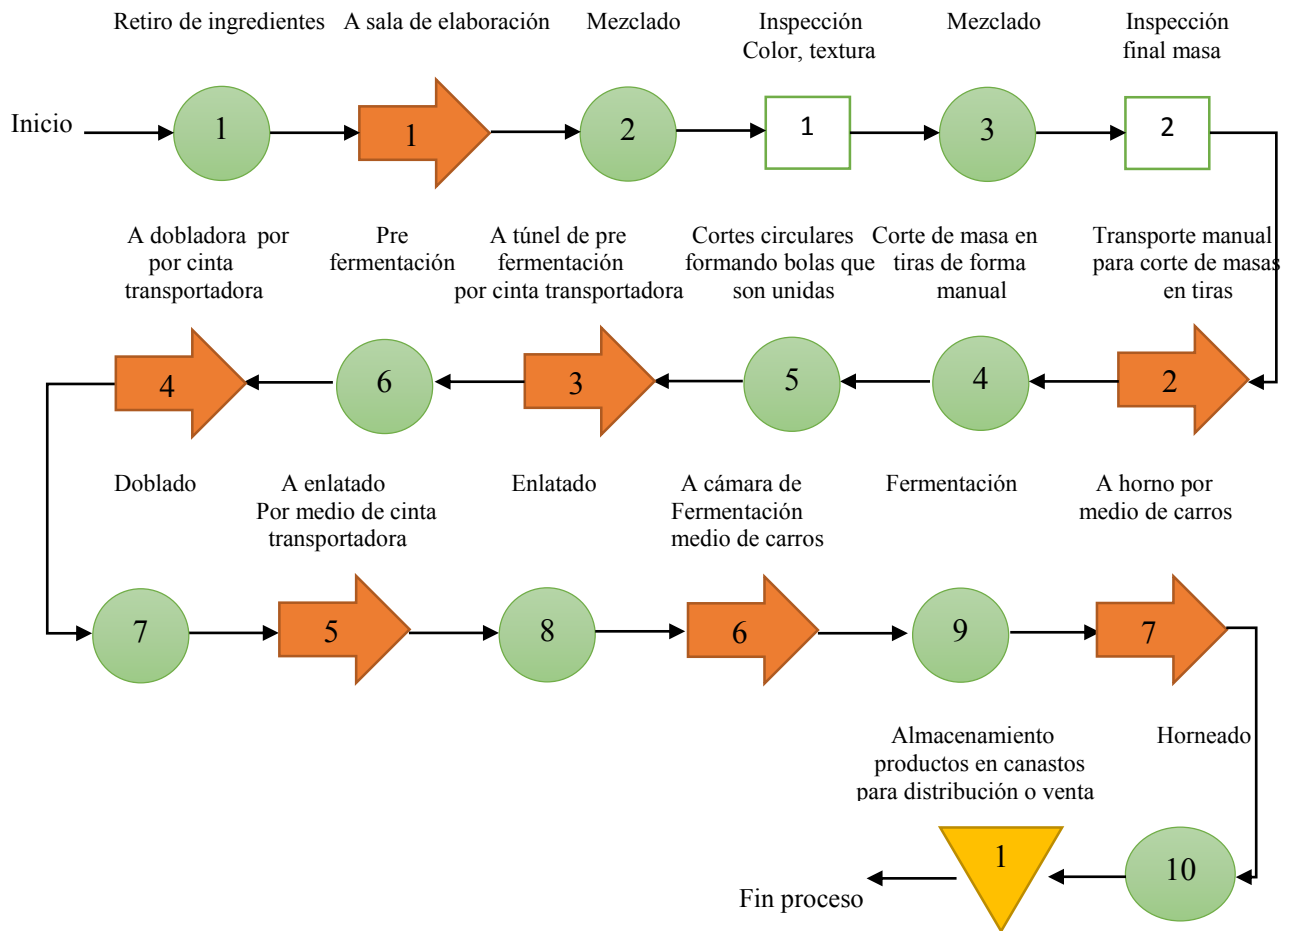 Retiro de ingredientes
A sala de elaboración
Mezclado
Inspección
Color, textura
Mezclado
Inspección
final masa
Inicio
1
1
2
1
3
2
A dobladora por
por cinta
transportadora
Pre
fermentación
A túnel de pre
fermentación
por cinta transportadora
Cortes circulares
formando bolas que
son unidas
Corte de masa en
tiras de forma
manual
Transporte manual
para corte de masas
en tiras
4
6
3
5
4
2
Doblado
A enlatado
Por medio de cinta
transportadora
Enlatado
A cámara de
Fermentación
medio de carros
Fermentación
A horno por
medio de carros
7
5
8
6
9
7
Almacenamiento
productos en canastos
para distribución o venta
Horneado
1
10
Fin proceso